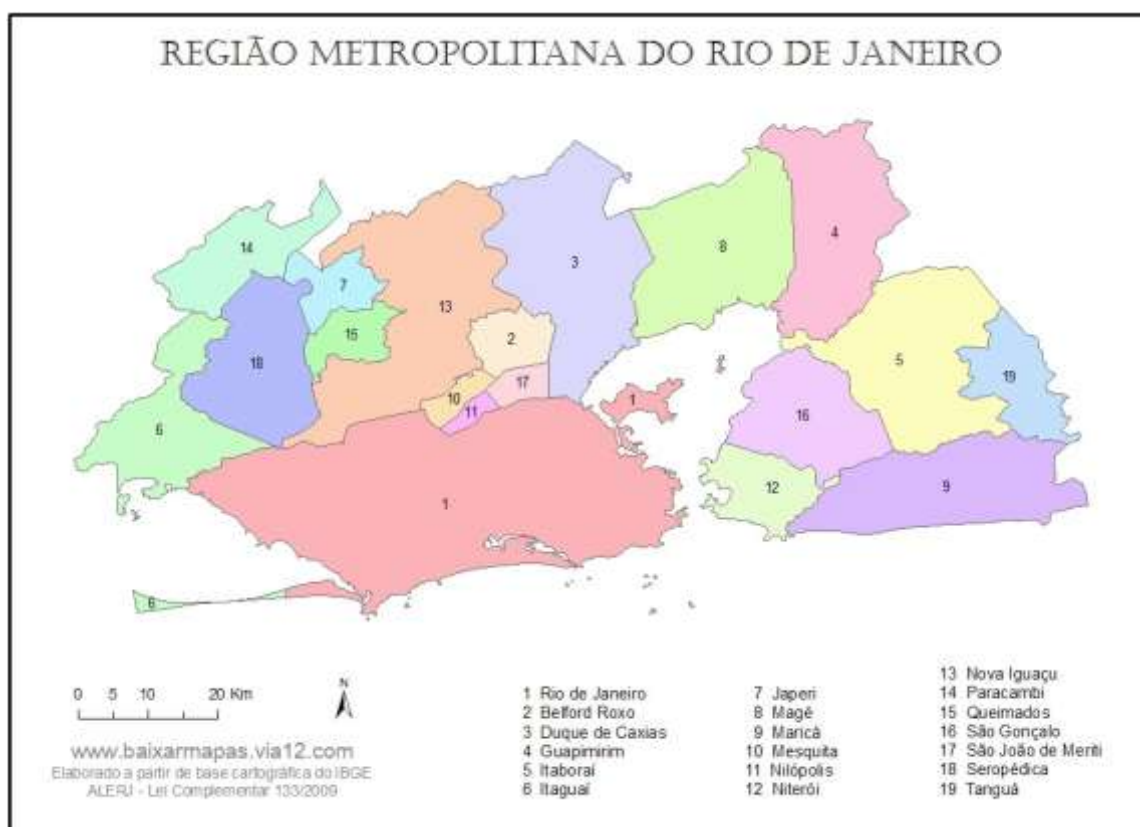 REGIÃO METROPOLITANA DO RIO DE JANEIRO
14
7
13
3
8
4
15
2
18
10
17
11
1
5
19
16
6
12
9
1
6
0 5 10 20 Km
N
www.baixarmapas.via12.com
Elaborado a partir de base cartográfica do IBGE
ALERJ - Lei Complementar 133/2009
1 Rio de Janeiro
2 Belford Roxo
3 Duque de Caxias
4 Guapimirim
5 Itaboraí
6 Itaguaí
7 Japeri
8 Magé
9 Maricá
10 Mesquita
11 Nilópolis
12 Niterói
13 Nova Iguaçu
14 Paracambi
15 Queimados
16 São Gonçalo
17 São João de Meriti
18 Seropédica
19 Tanguá